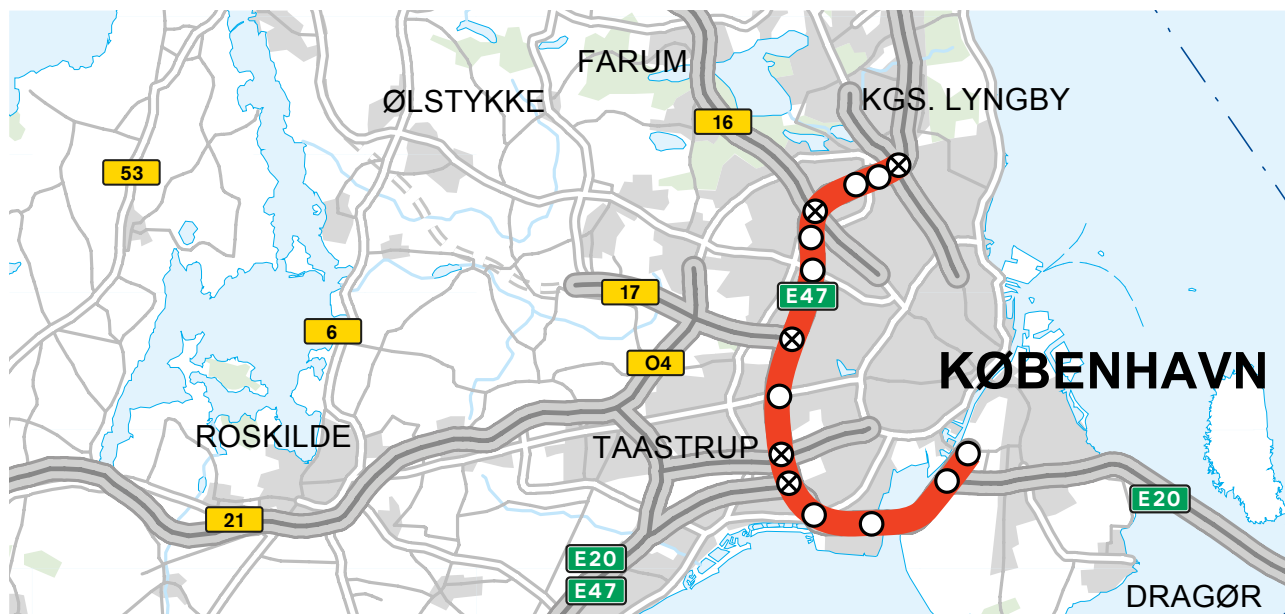 FARUM
ØLSTYKKE
KGS. LYNGBY
16
53
17
E47
6
O4
KØBENHAVN
ROSKILDE
TAASTRUP
E20
21
E20
E47
DRAGØR